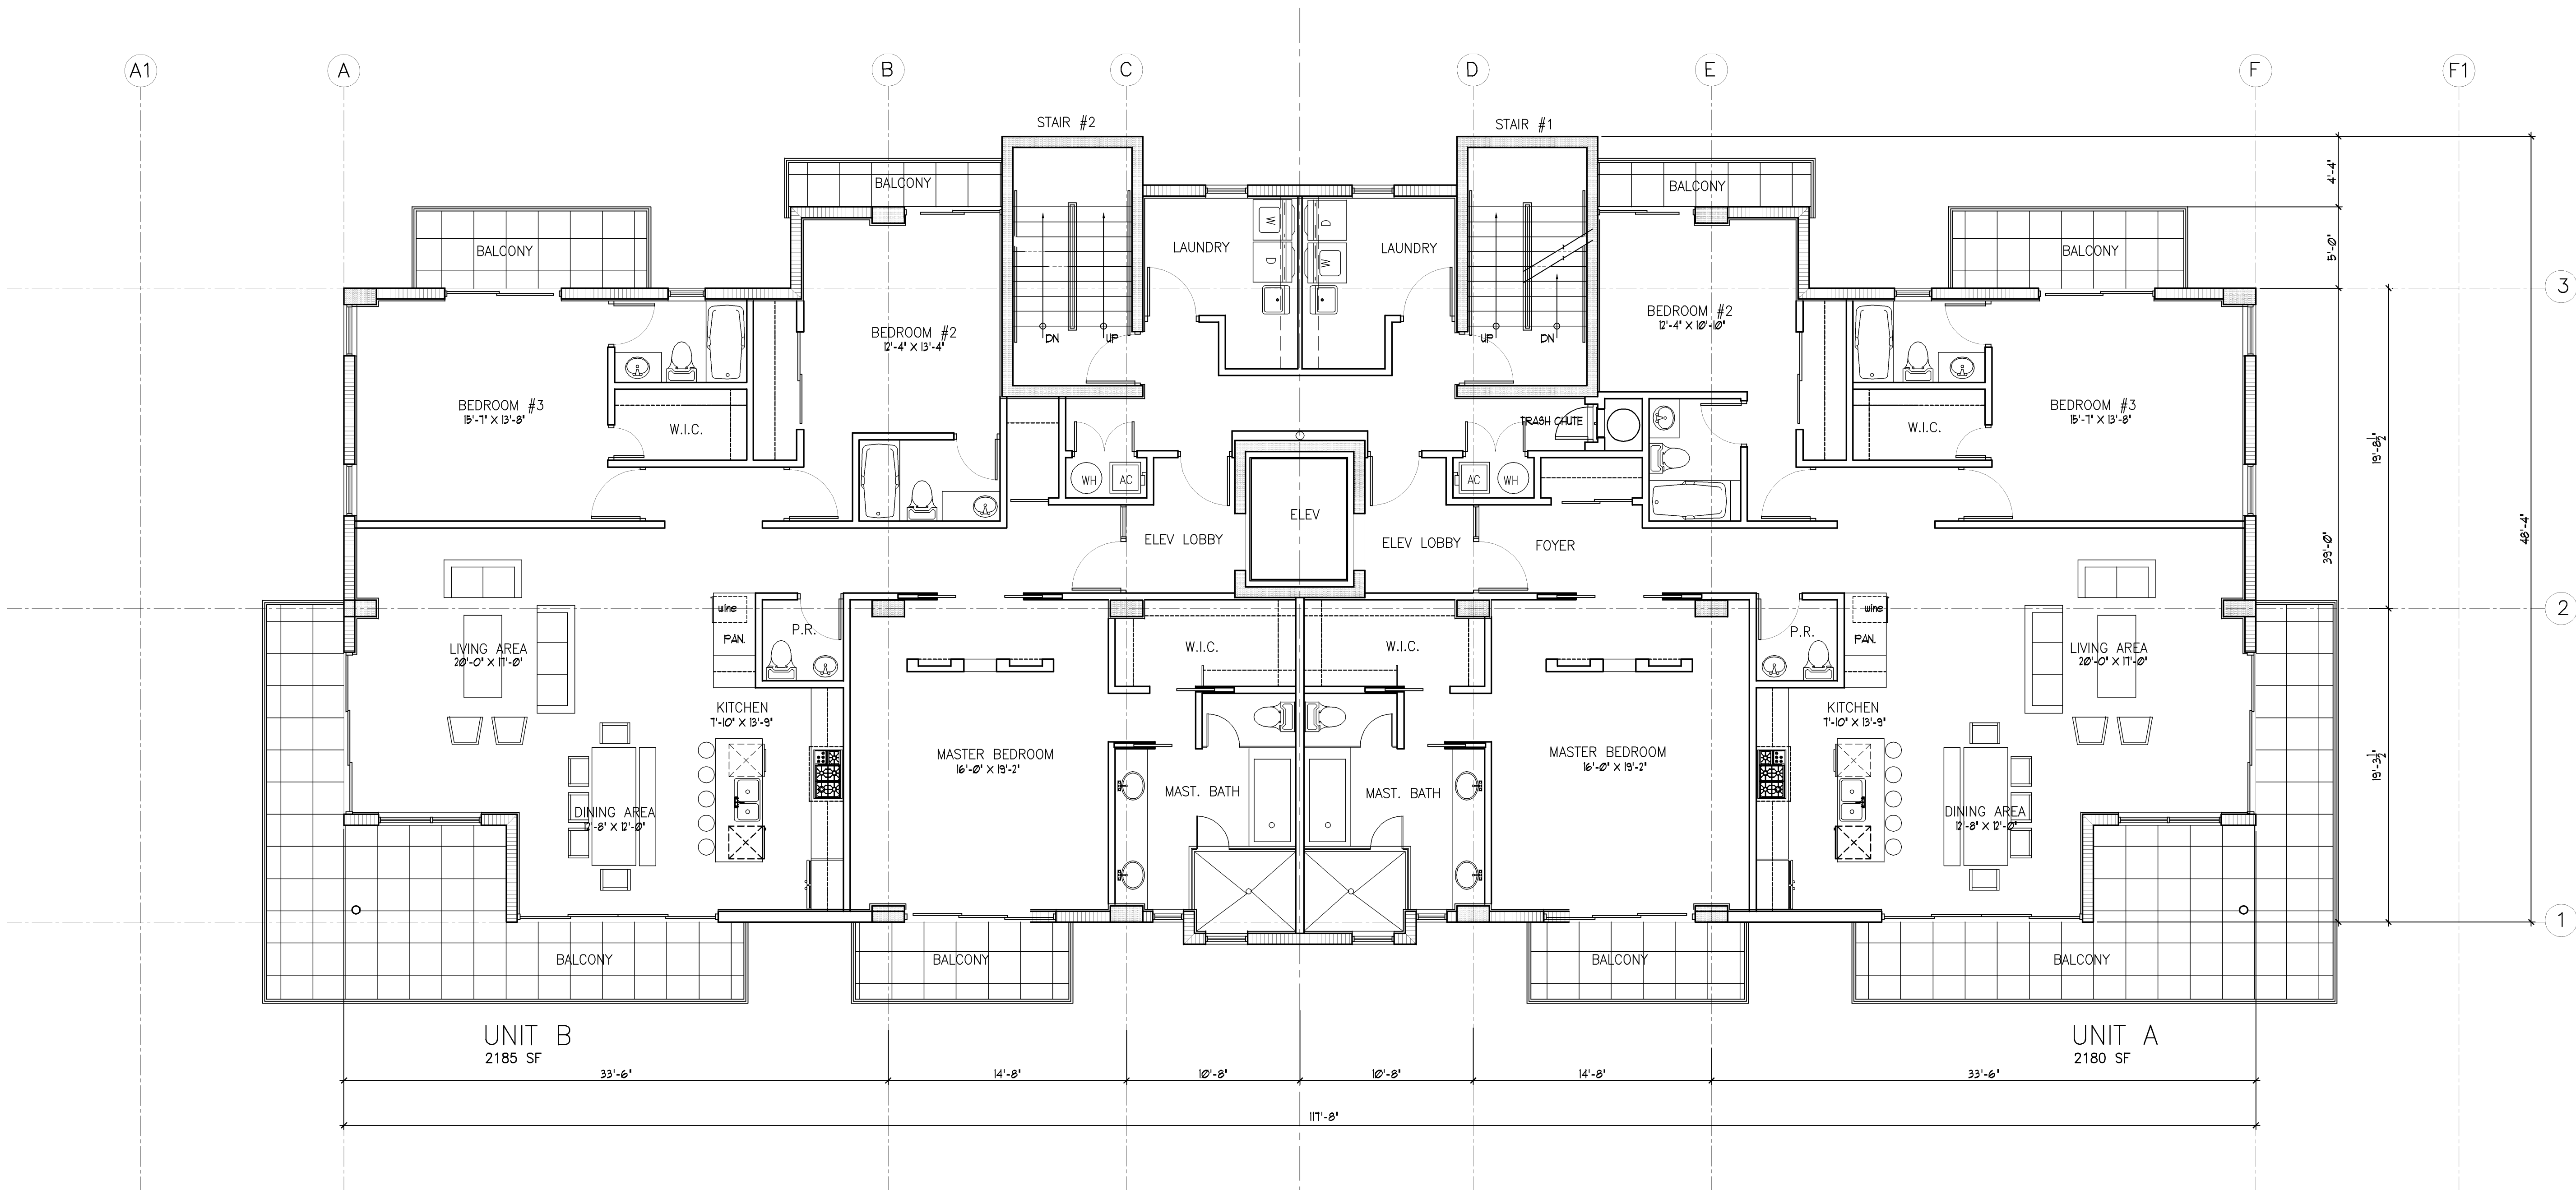 A1
A
B
C
D
E
F
F1
STAIR #2
STAIR #1
BALCONY
BALCONY
4'-4"
BALCONY
W
D
LAUNDRY
LAUNDRY
BALCONY
5'-0"
D
W
3
BEDROOM #2
12'-4" X 13'-4"
DN
UP
UP
DN
BEDROOM #2
12'-4" X 10'-10"
BEDROOM #3
15'-7" X 13'-8"
W.I.C.
TRASH CHUTE
W.I.C.
BEDROOM #3
15'-7" X 13'-8"
19'-8½"
WH
AC
AC
WH
ELEV
ELEV LOBBY
ELEV LOBBY
FOYER
39'-0"
48'-4"
wine
PAN.
P.R.
P.R.
wine
PAN.
2
LIVING AREA
20'-0" X 17'-0"
W.I.C.
W.I.C.
LIVING AREA
20'-0" X 17'-0"
KITCHEN
7'-10" X 13'-9"
KITCHEN
7'-10" X 13'-9"
MASTER BEDROOM
16'-0" X 19'-2"
MASTER BEDROOM
16'-0" X 19'-2"
19'-3½"
MAST. BATH
MAST. BATH
DINING AREA
12'-8" X 12'-0"
DINING AREA
12'-8" X 12'-0"
1
BALCONY
BALCONY
BALCONY
BALCONY
UNIT B
2185 SF
UNIT A
2180 SF
33'-6"
14'-8"
10'-8"
10'-8"
14'-8"
33'-6"
117'-8"